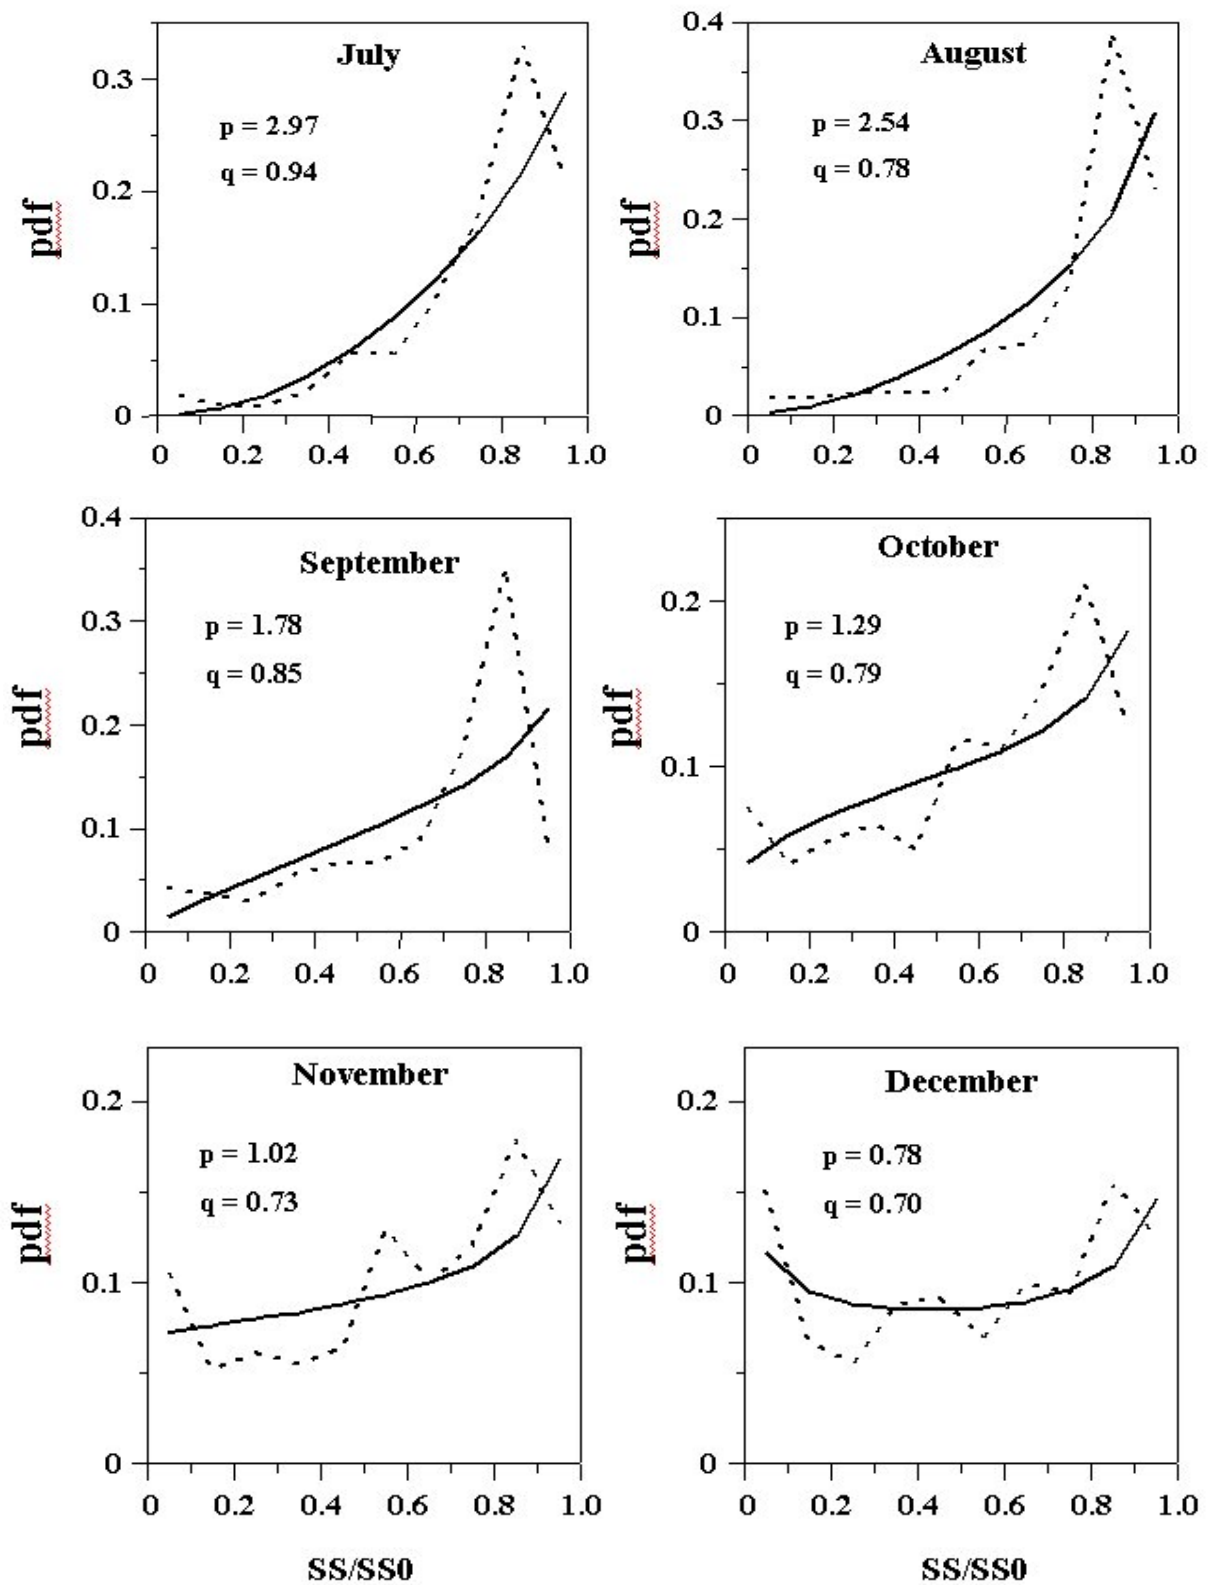 July
p = 2.97
q = 0.94
pdf
0.3
0.2
0.1
0
0 0.2 0.4 0.6 0.8 1.0
August
p = 2.54
q = 0.78
pdf
0.4
0.3
0.2
0.1
0
0 0.2 0.4 0.6 0.8 1.0
September
p = 1.78
q = 0.85
pdf
0.4
0.3
0.2
0.1
0
0 0.2 0.4 0.6 0.8 1.0
October
p = 1.29
q = 0.79
pdf
0.2
0.1
0
0 0.2 0.4 0.6 0.8 1.0
November
p = 1.02
q = 0.73
pdf
0.2
0.1
0
0 0.2 0.4 0.6 0.8 1.0
SS/SS0
December
p = 0.78
q = 0.70
pdf
0.2
0.1
0
0 0.2 0.4 0.6 0.8 1.0
SS/SS0